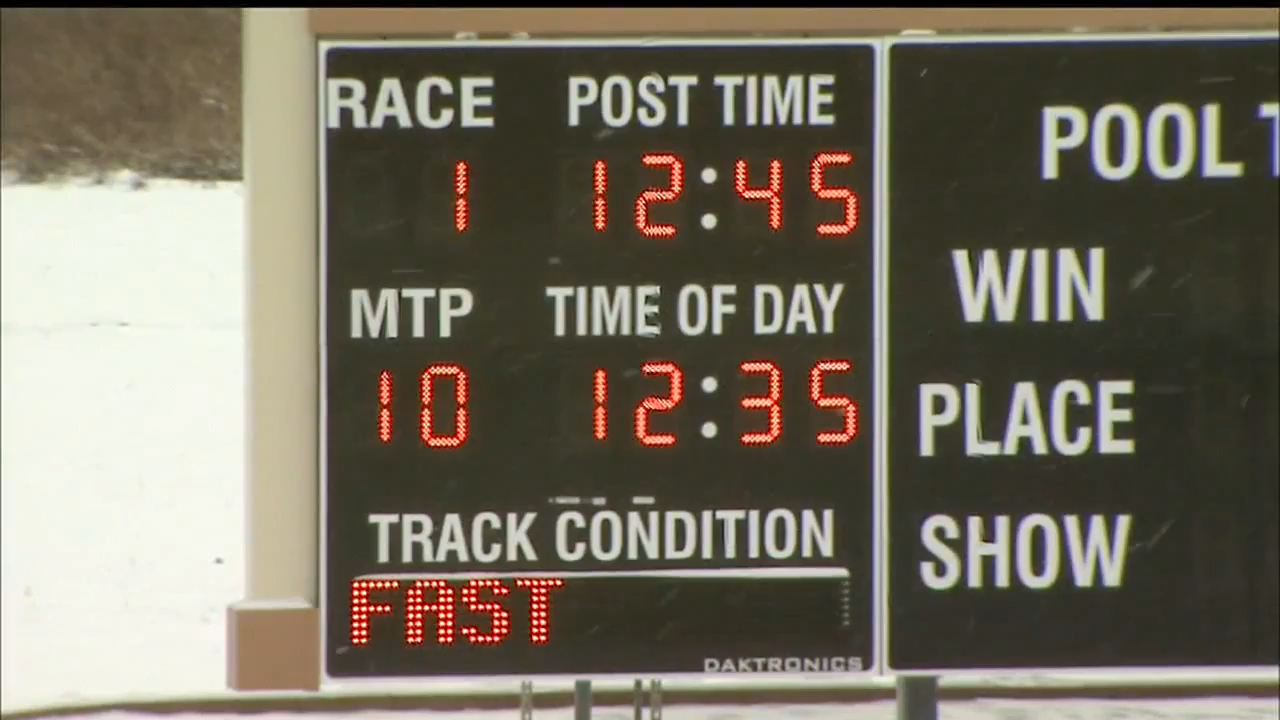 RACE POST TIME
1 12:45
MTP TIME OF DAY
10 12:35
TRACK CONDITION
FAST
DAKTRONICS
POOL
WIN
PLACE
SHOW